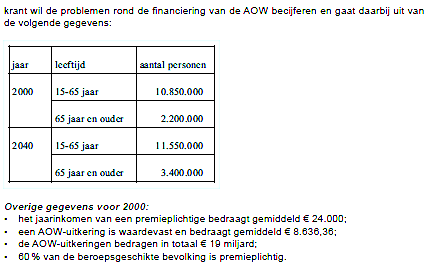 krant wil de problemen rond de financiering van de AOW becijferen en gaat daarbij uit van
de volgende gegevens:
jaar leeftijd aantal personen
2000 15-65 jaar 10.850.000
65 jaar en ouder 2.200.000
2040 15-65 jaar 11.550.000
65 jaar en ouder 3.400.000
Overige gegevens voor 2000:
• het jaarinkomen van een premieplichtige bedraagt gemiddeld € 24.000;
• een AOW-uitkering is waardevast en bedraagt gemiddeld € 8.636,36;
• de AOW-uitkeringen bedragen in totaal € 19 miljard;
• 60 % van de beroepsgeschikte bevolking is premieplichtig.